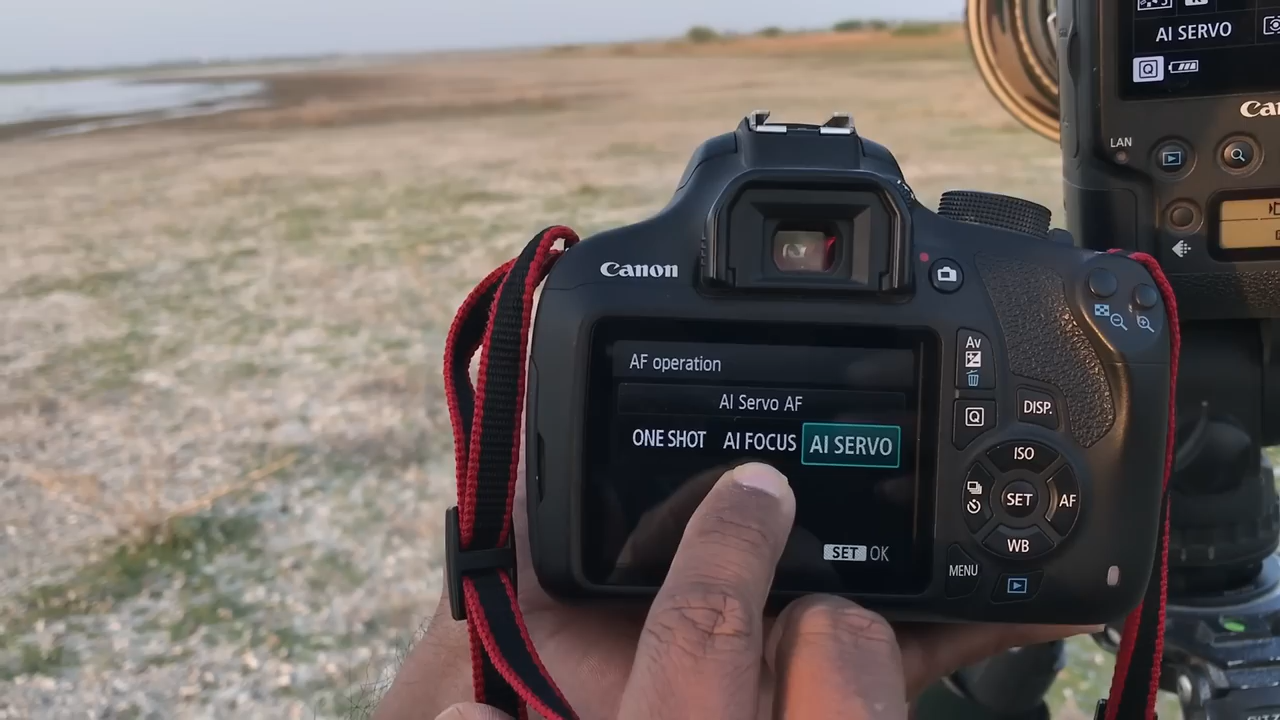 AI SERVO
Q
Can
LAN
Canon
Av
AF operation
AI Servo AF
ONE SHOT AI FOCUS AI SERVO
SET OK
Q
DISP.
ISO
SET
AF
WB
MENU